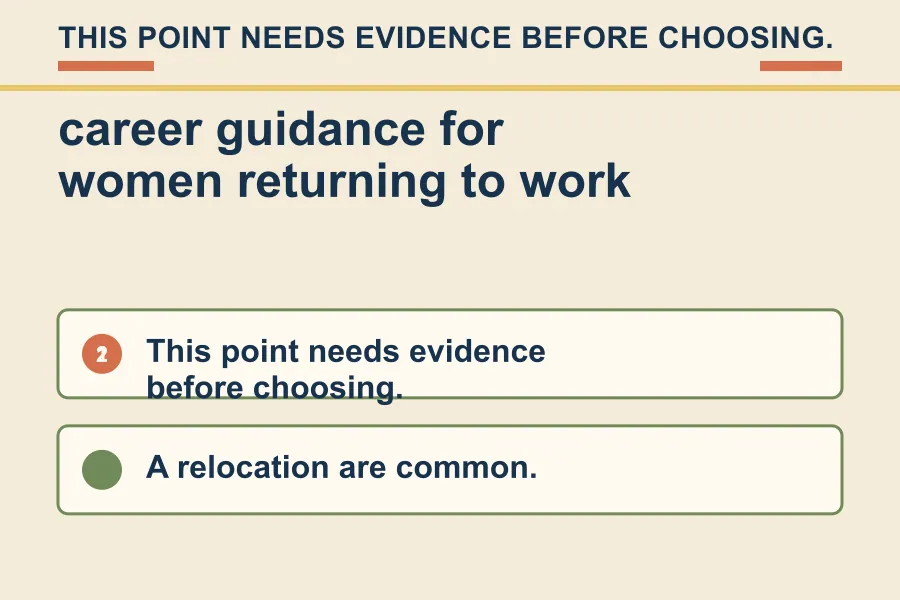 THIS POINT NEEDS EVIDENCE BEFORE CHOOSING.
career guidance for
women returning to work
2
This point needs evidence
before choosing.
A relocation are common.